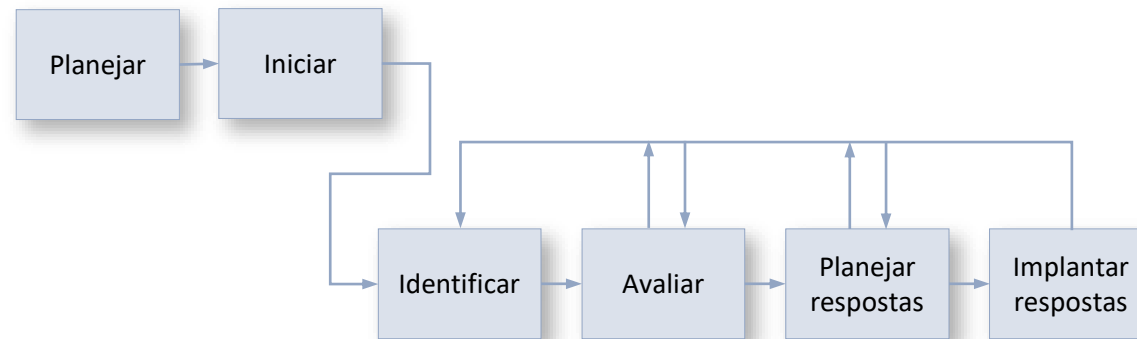 Planejar
Iniciar
Identificar
Avaliar
Planejar
respostas
Implantar
respostas